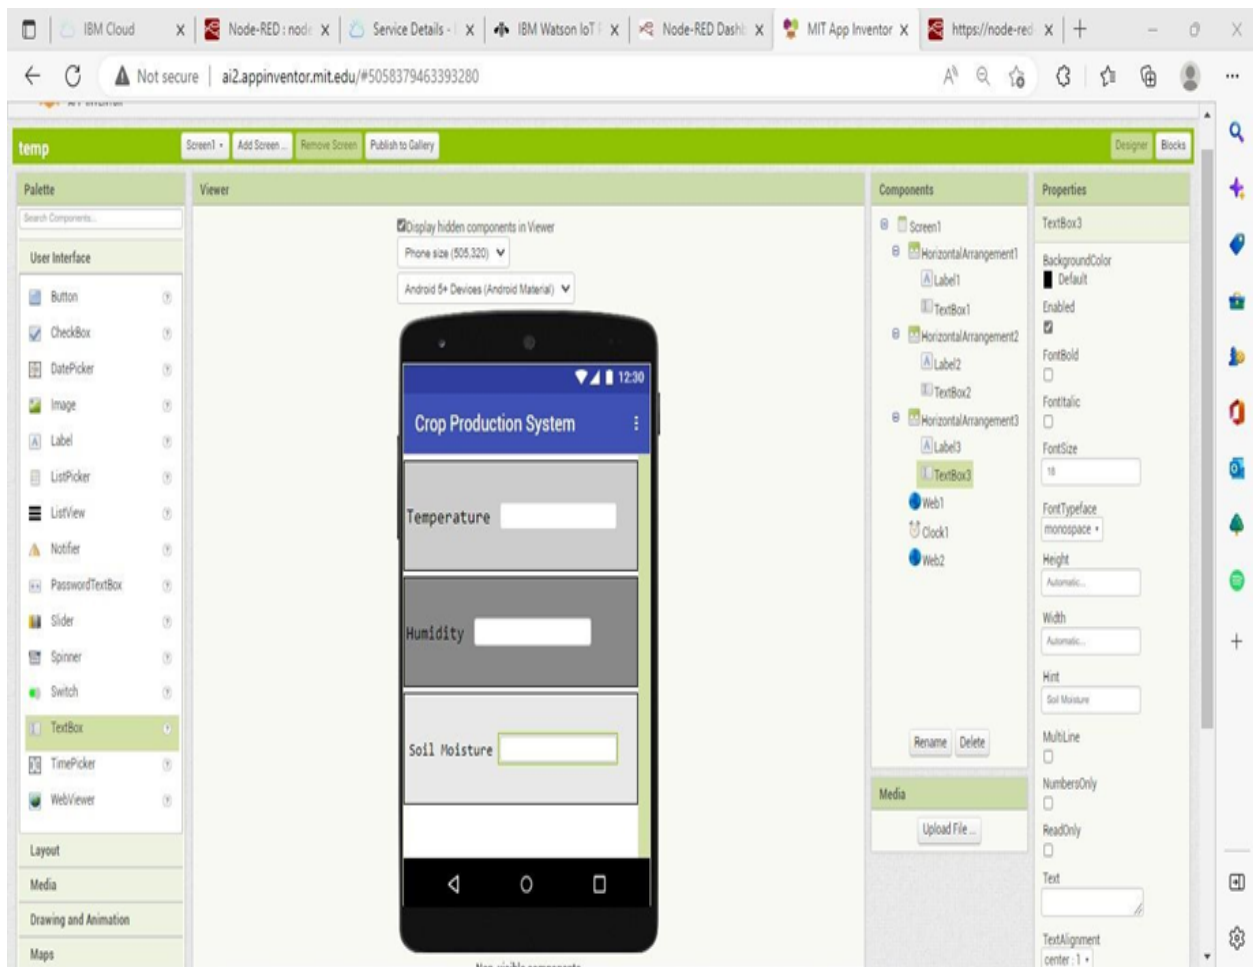 IBM Cloud
Node-RED : node
Service Details - I
IBM Watson IoT P
Node-RED Dashb
MIT App Inventor
https://node-red
Not secure | ai2.appinventor.mit.edu/#5058379463393280
temp
Screen1
Add Screen ...
Remove Screen
Publish to Gallery
Designer
Blocks
Palette
Search Components...
User Interface
Button
CheckBox
DatePicker
Image
Label
ListPicker
ListView
Notifier
PasswordTextBox
Slider
Spinner
Switch
TextBox
TimePicker
WebViewer
Layout
Media
Drawing and Animation
Maps
Viewer
Display hidden components in Viewer
Phone size (505,320)
Android 5+ Devices (Android Material)
12:30
Crop Production System
Temperature
Humidity
Soil Moisture
Components
Screen1
HorizontalArrangement1
Label1
TextBox1
HorizontalArrangement2
Label2
TextBox2
HorizontalArrangement3
Label3
TextBox3
Web1
Clock1
Web2
Rename
Delete
Media
Upload File ...
Properties
TextBox3
BackgroundColor
Default
Enabled
FontBold
FontItalic
FontSize
18
FontTypeface
monospace
Height
Automatic...
Width
Automatic...
Hint
Soil Moisture
MultiLine
NumbersOnly
ReadOnly
Text
TextAlignment
center : 1